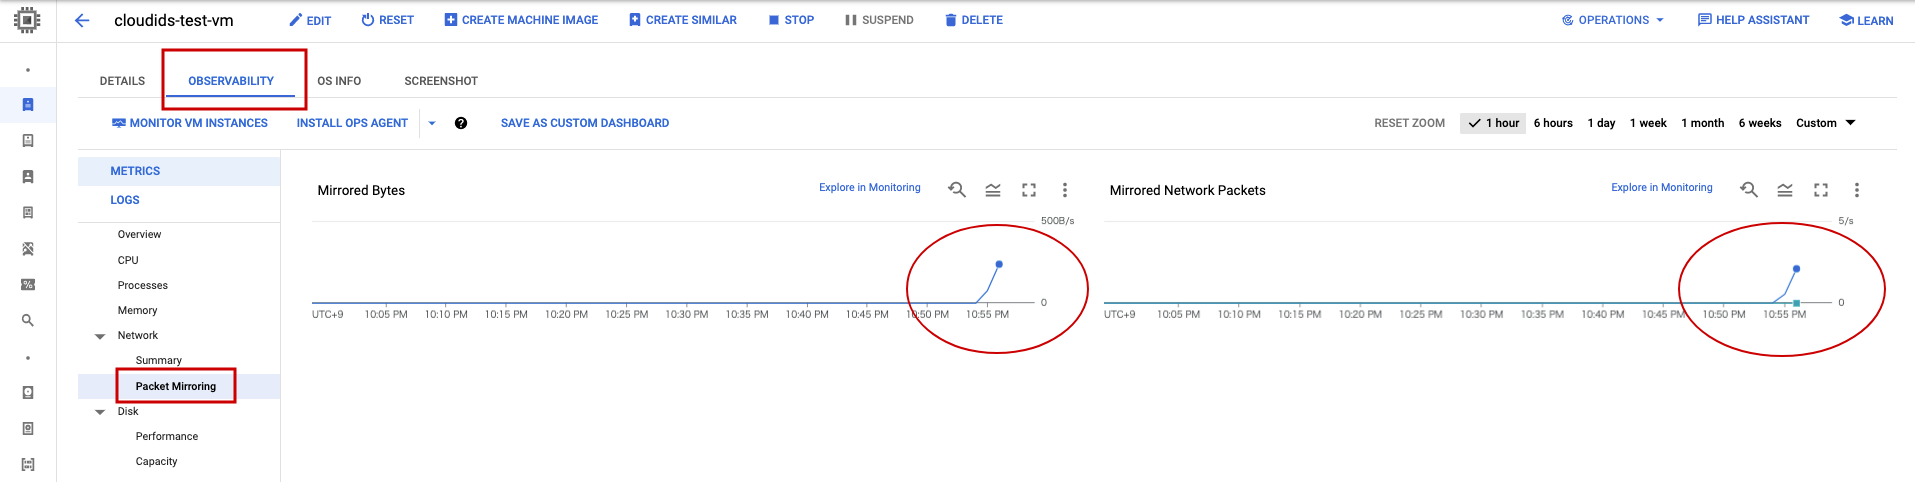 cloudids-test-vm EDIT RESET CREATE MACHINE IMAGE CREATE SIMILAR STOP SUSPEND DELETE OPERATIONS HELP ASSISTANT LEARN
DETAILS OBSERVABILITY OS INFO SCREENSHOT
MONITOR VM INSTANCES INSTALL OPS AGENT ? SAVE AS CUSTOM DASHBOARD RESET ZOOM 1 hour 6 hours 1 day 1 week 1 month 6 weeks Custom
METRICS
LOGS
Overview
CPU
Processes
Memory
Network
Summary
Packet Mirroring
Disk
Performance
Capacity
Mirrored Bytes Explore in Monitoring
500B/s
0
UTC+9 10:05 PM 10:10 PM 10:15 PM 10:20 PM 10:25 PM 10:30 PM 10:35 PM 10:40 PM 10:45 PM 10:50 PM 10:55 PM
Mirrored Network Packets Explore in Monitoring
5/s
0
UTC+9 10:05 PM 10:10 PM 10:15 PM 10:20 PM 10:25 PM 10:30 PM 10:35 PM 10:40 PM 10:45 PM 10:50 PM 10:55 PM